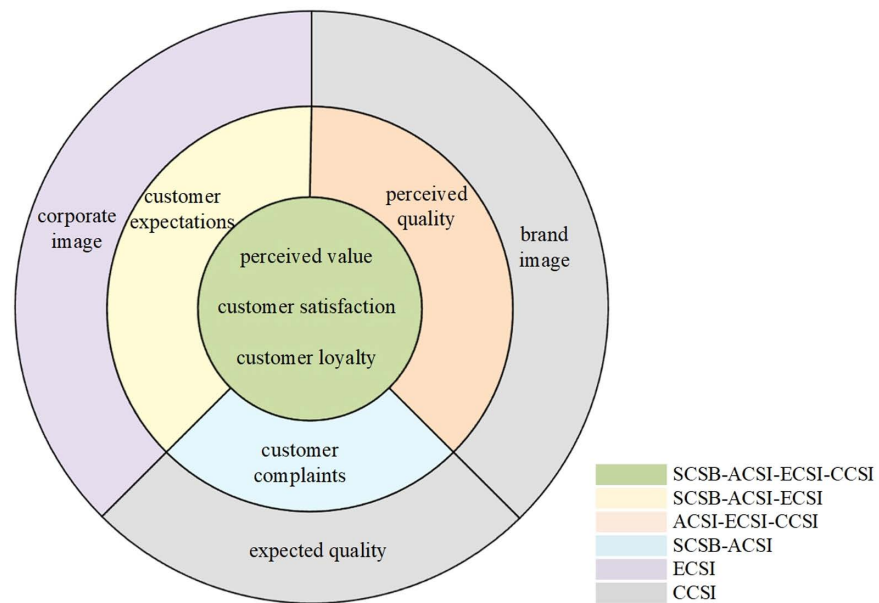 customer
expectations
perceived
quality
corporate
image
brand
image
perceived value
customer satisfaction
customer loyalty
customer
complaints
expected quality
SCSB-ACSI-ECSI-CCSI
SCSB-ACSI-ECSI
ACSI-ECSI-CCSI
SCSB-ACSI
ECSI
CCSI